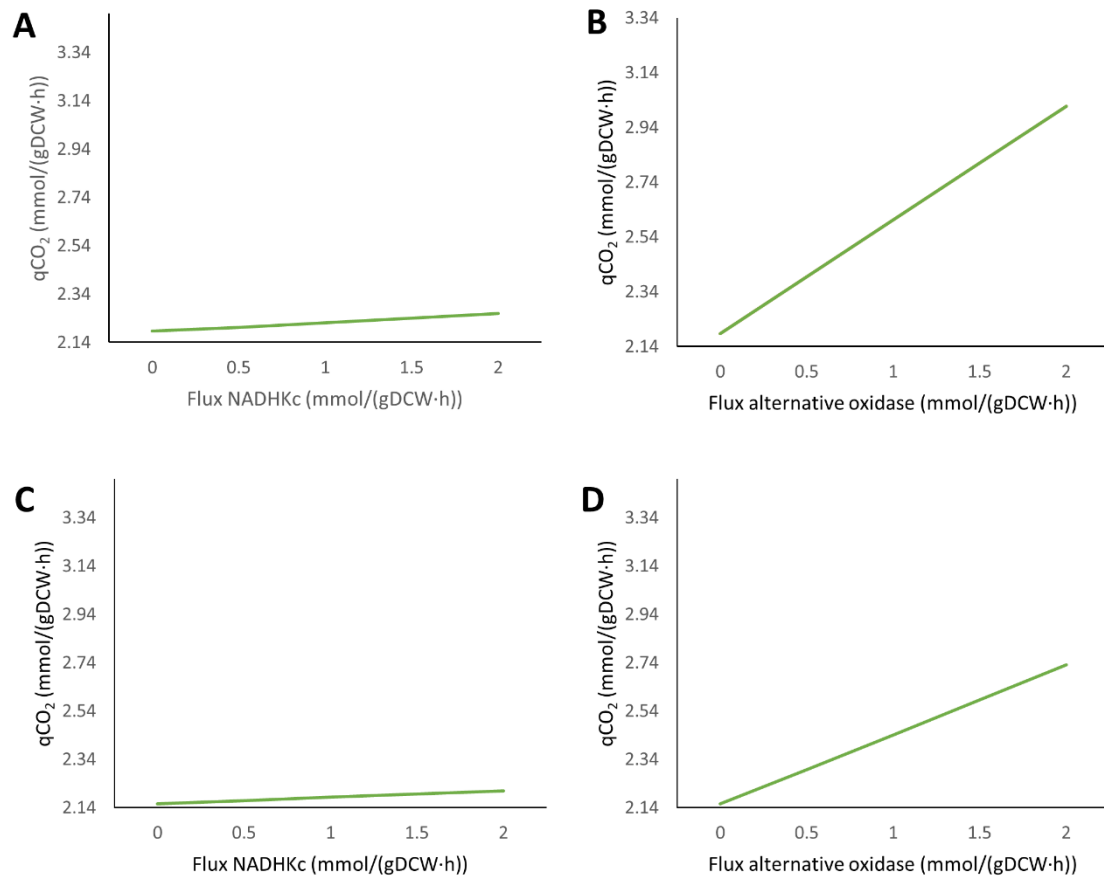 A
qCO₂ (mmol/(gDCW·h))
3.34
3.14
2.94
2.74
2.54
2.34
2.14
0 0.5 1 1.5 2
Flux NADHKc (mmol/(gDCW·h))
B
qCO₂ (mmol/(gDCW·h))
3.34
3.14
2.94
2.74
2.54
2.34
2.14
0 0.5 1 1.5 2
Flux alternative oxidase (mmol/(gDCW·h))
C
qCO₂ (mmol/(gDCW·h))
3.34
3.14
2.94
2.74
2.54
2.34
2.14
0 0.5 1 1.5 2
Flux NADHKc (mmol/(gDCW·h))
D
qCO₂ (mmol/(gDCW·h))
3.34
3.14
2.94
2.74
2.54
2.34
2.14
0 0.5 1 1.5 2
Flux alternative oxidase (mmol/(gDCW·h))